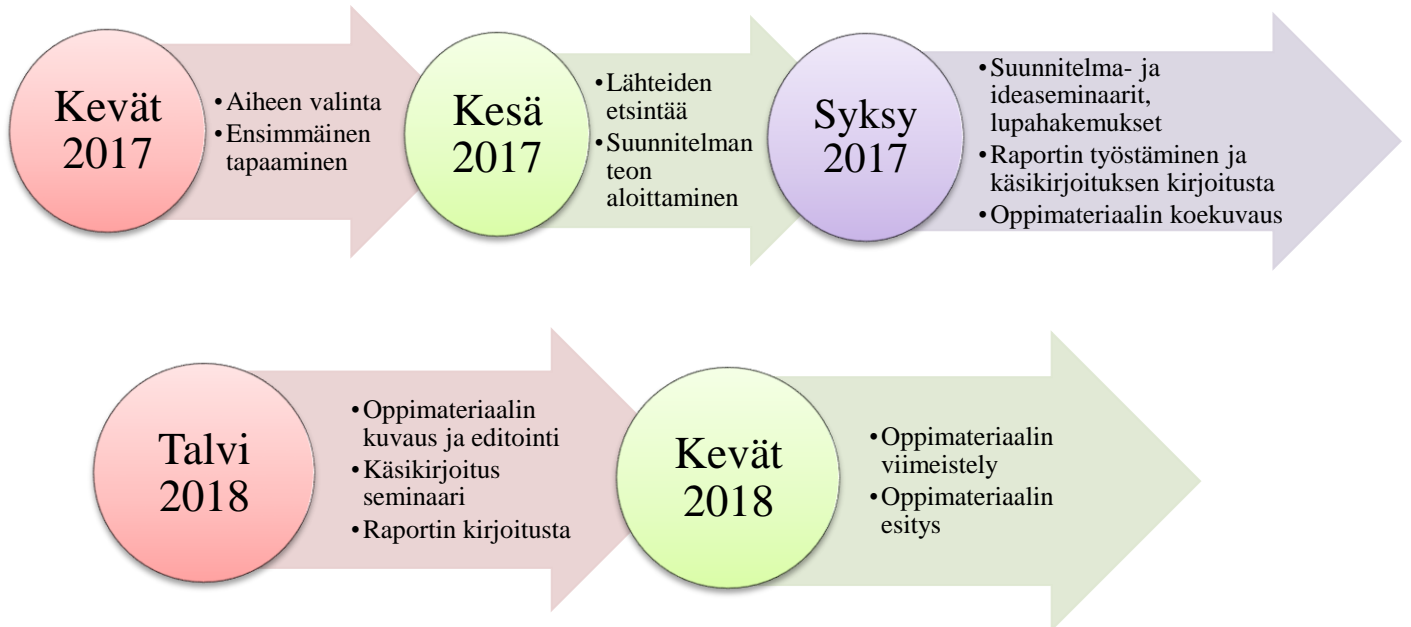 Kevät
2017
•Aiheen valinta
•Ensimmäinen
tapaaminen
Kesä
2017
•Lähteiden
etsintää
•Suunnitelman
teon
aloittaminen
Syksy
2017
•Suunnitelma- ja
ideaseminaarit,
lupahakemukset
•Raportin työstäminen ja
käsikirjoituksen kirjoitusta
•Oppimateriaalin koekuvaus
Talvi
2018
•Oppimateriaalin
kuvaus ja editointi
•Käsikirjoitus
seminaari
•Raportin kirjoitusta
Kevät
2018
•Oppimateriaalin
viimeistely
•Oppimateriaalin
esitys